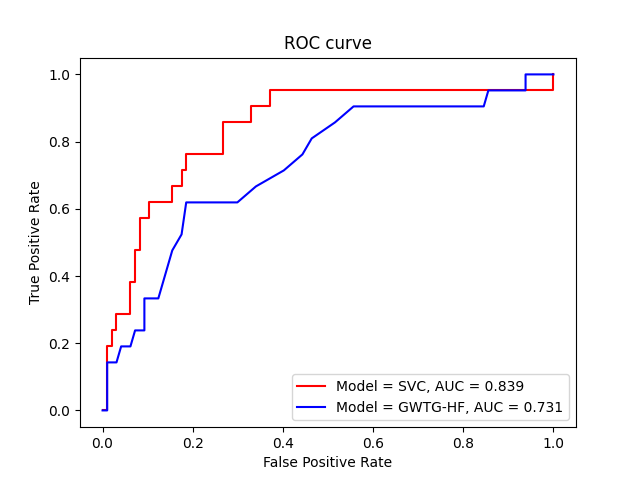 ROC curve
1.0
0.8
0.6
0.4
0.2
0.0
True Positive Rate
Model = SVC, AUC = 0.839
Model = GWTG-HF, AUC = 0.731
0.0 0.2 0.4 0.6 0.8 1.0
False Positive Rate